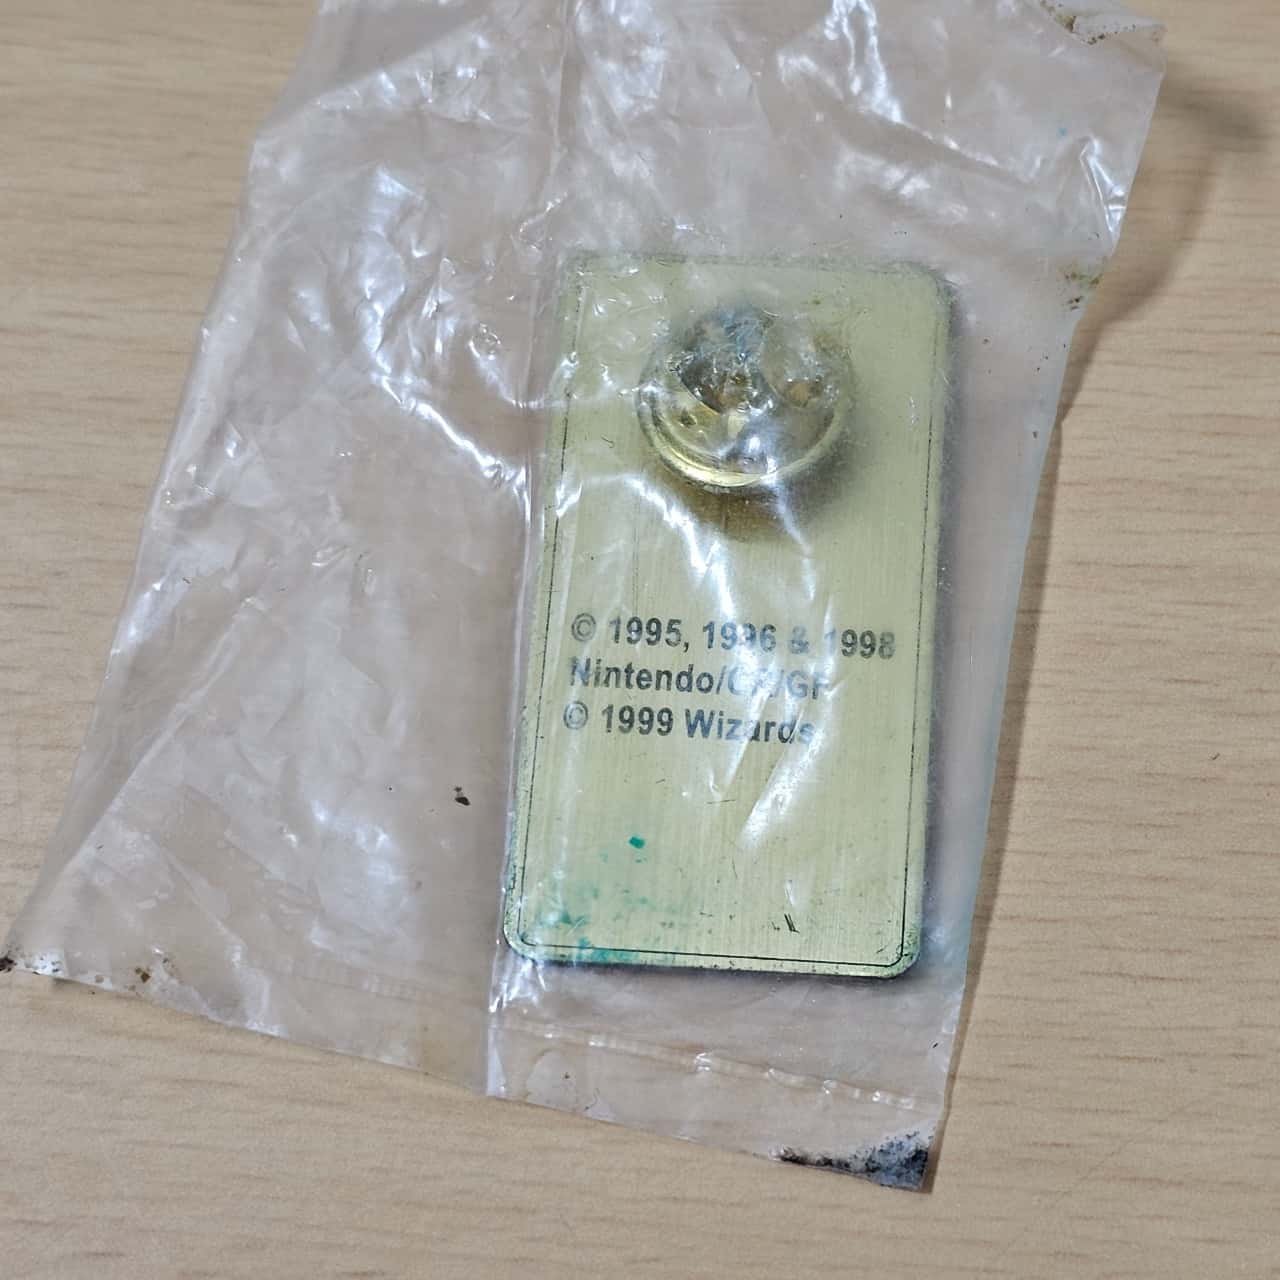 © 1995, 1996 & 1998
Nintendo/CR/GF
© 1999 Wizards